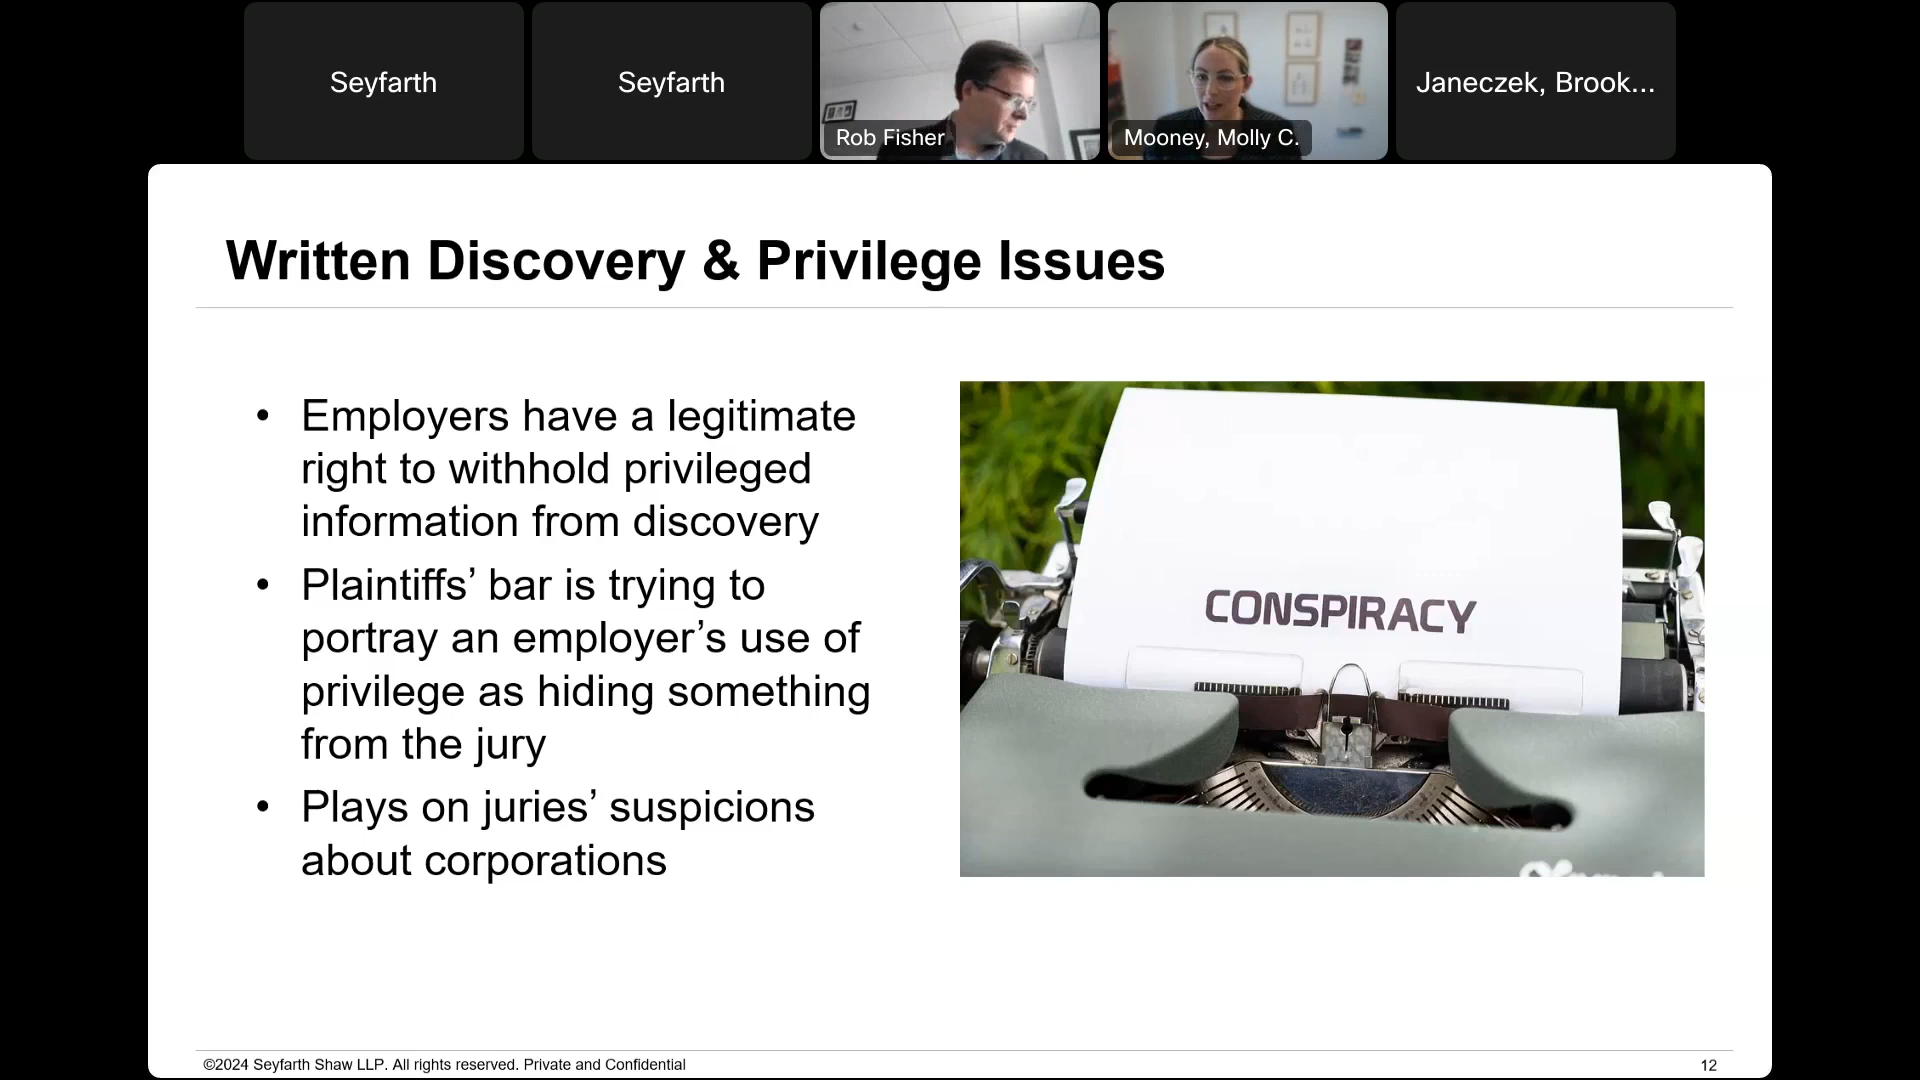 Seyfarth
Seyfarth
Rob Fisher
Mooney, Molly C.
Janeczek, Brook...
Written Discovery & Privilege Issues
• Employers have a legitimate
right to withhold privileged
information from discovery
• Plaintiffs’ bar is trying to
portray an employer’s use of
privilege as hiding something
from the jury
• Plays on juries’ suspicions
about corporations
CONSPIRACY
©2024 Seyfarth Shaw LLP. All rights reserved. Private and Confidential
12